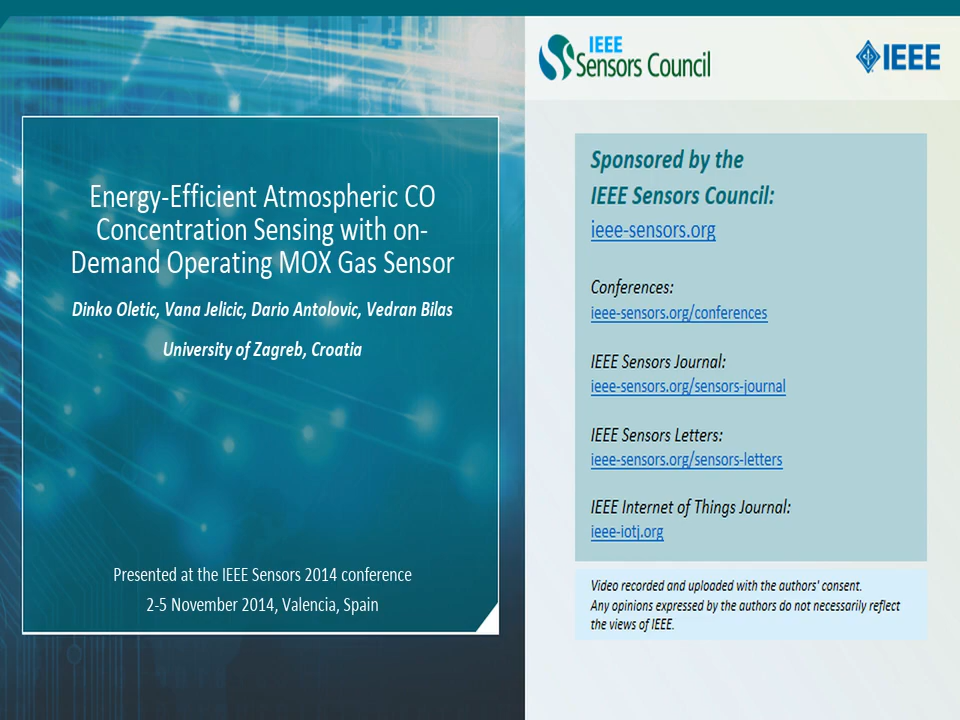 Energy-Efficient Atmospheric CO
Concentration Sensing with on-
Demand Operating MOX Gas Sensor
Dinko Oletic, Vana Jelicic, Dario Antolovic, Vedran Bilas
University of Zagreb, Croatia
Presented at the IEEE Sensors 2014 conference
2-5 November 2014, Valencia, Spain
IEEE
Sensors Council
IEEE
Sponsored by the
IEEE Sensors Council:
ieee-sensors.org
Conferences:
ieee-sensors.org/conferences
IEEE Sensors Journal:
ieee-sensors.org/sensors-journal
IEEE Sensors Letters:
ieee-sensors.org/sensors-letters
IEEE Internet of Things Journal:
ieee-iotj.org
Video recorded and uploaded with the authors' consent.
Any opinions expressed by the authors do not necessarily reflect
the views of IEEE.